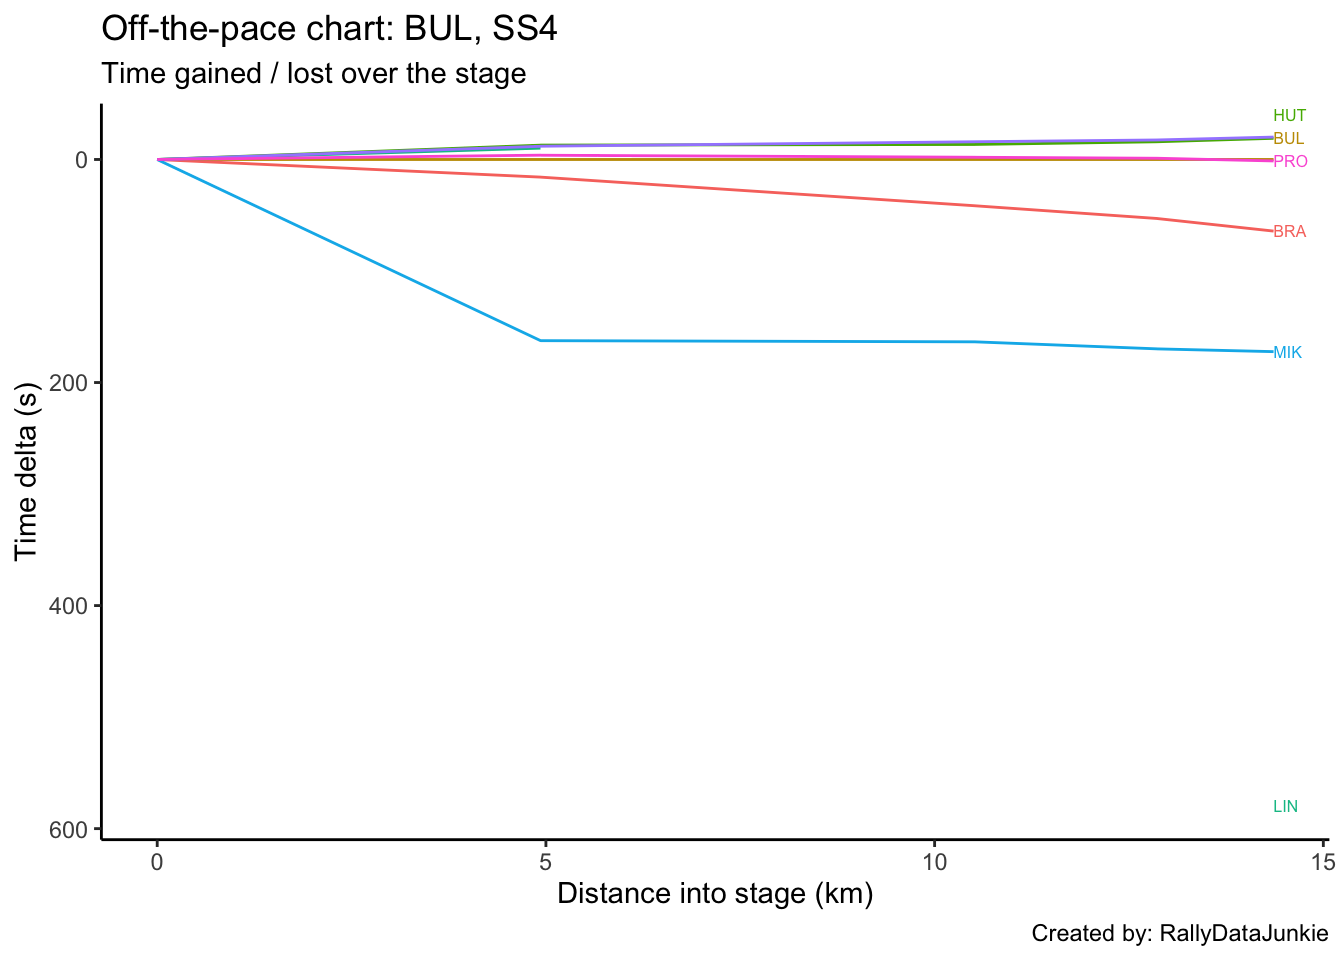 Off-the-pace chart: BUL, SS4
Time gained / lost over the stage
HUT
BUL
PRO
BRA
MIK
LIN
0
200
400
600
Time delta (s)
0 5 10 15
Distance into stage (km)
Created by: RallyDataJunkie